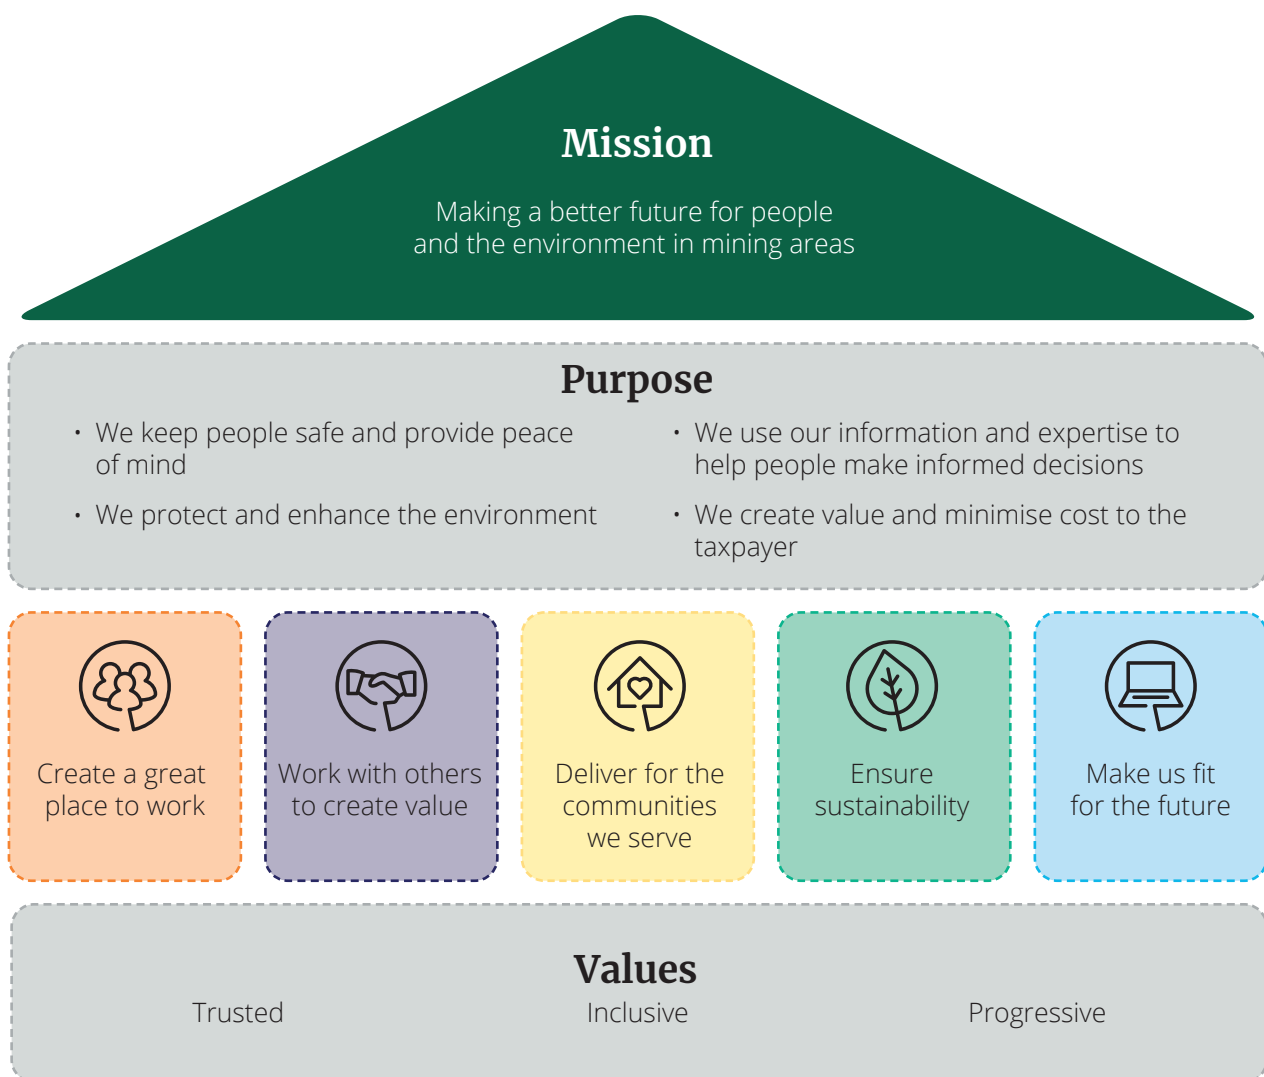 Mission
Making a better future for people
and the environment in mining areas
Purpose
• We keep people safe and provide peace
of mind
• We protect and enhance the environment
• We use our information and expertise to
help people make informed decisions
• We create value and minimise cost to the
taxpayer
Create a great
place to work
Work with others
to create value
Deliver for the
communities
we serve
Ensure
sustainability
Make us fit
for the future
Values
Trusted
Inclusive
Progressive